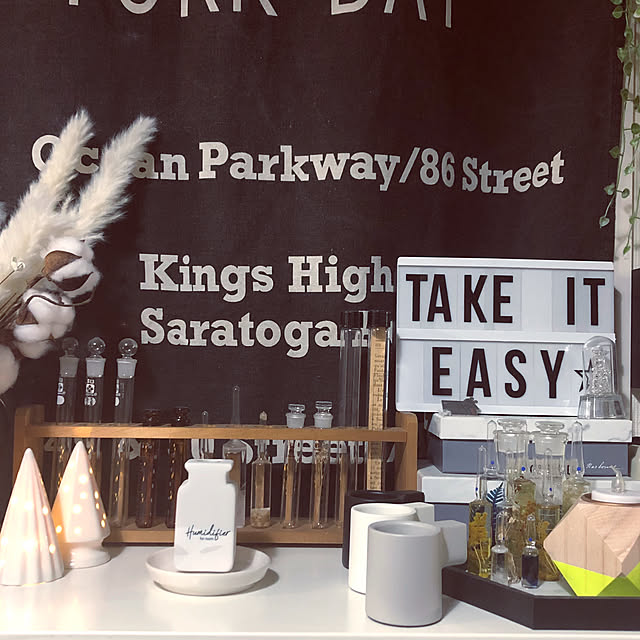 Ocean Parkway/86 Street
Kings High
Saratoga
TAKE IT
EASY
Humidifier